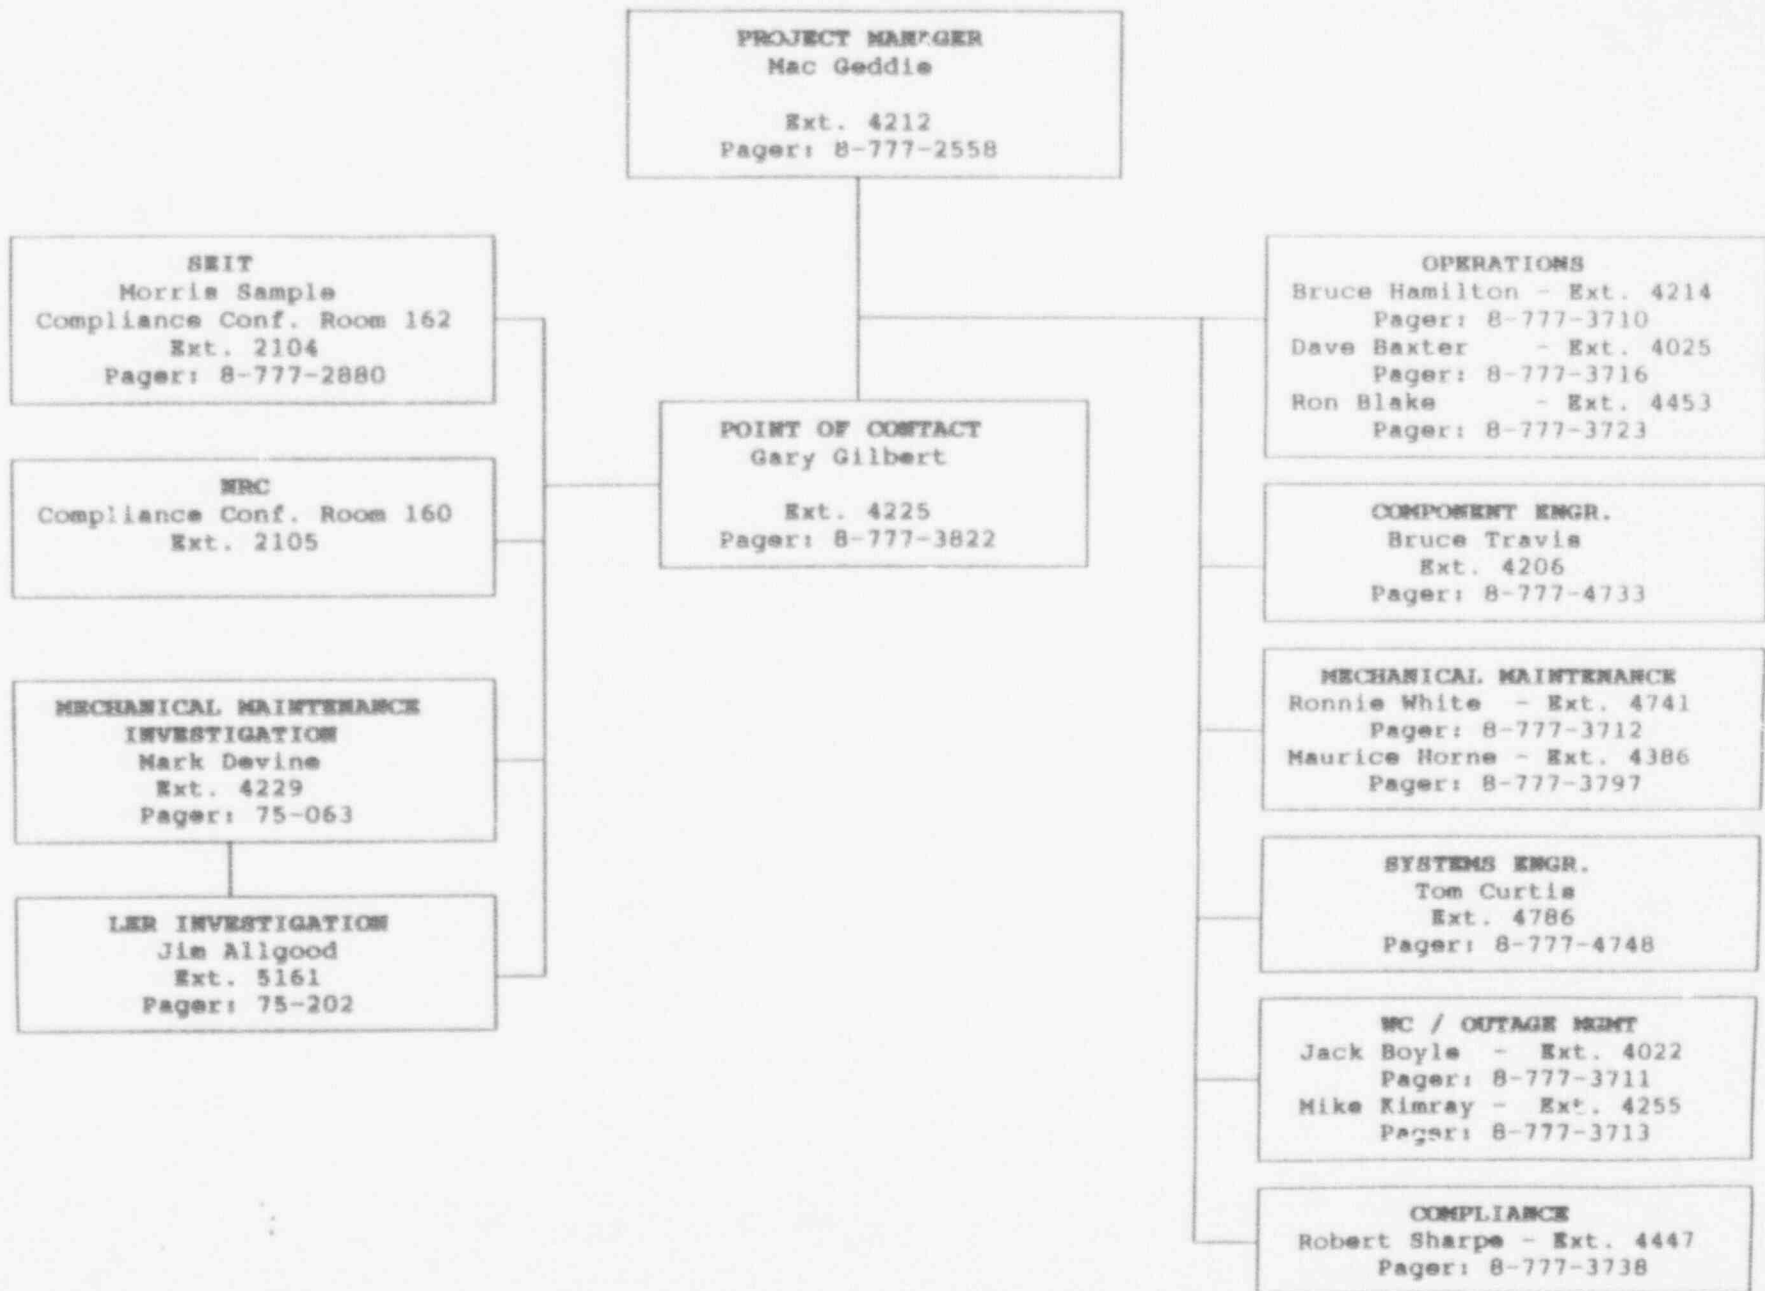 PROJECT MANAGER
Mac Geddie
Ext. 4212
Pager: 8-777-2558
SEIT
Morris Sample
Compliance Conf. Room 162
Ext. 2104
Pager: 8-777-2880
NRC
Compliance Conf. Room 160
Ext. 2105
MECHANICAL MAINTENANCE
INVESTIGATION
Mark Devine
Ext. 4229
Pager: 75-063
LER INVESTIGATION
Jim Allgood
Ext. 5161
Pager: 75-202
POINT OF CONTACT
Gary Gilbert
Ext. 4225
Pager: 8-777-3822
OPERATIONS
Bruce Hamilton - Ext. 4214
Pager: 8-777-3710
Dave Baxter - Ext. 4025
Pager: 8-777-3716
Ron Blake - Ext. 4453
Pager: 8-777-3723
COMPONENT ENGR.
Bruce Travis
Ext. 4206
Pager: 8-777-4733
MECHANICAL MAINTENANCE
Ronnie White - Ext. 4741
Pager: 8-777-3712
Maurice Horne - Ext. 4386
Pager: 8-777-3797
SYSTEMS ENGR.
Tom Curtis
Ext. 4786
Pager: 8-777-4748
WC / OUTAGE MGMT
Jack Boyle - Ext. 4022
Pager: 8-777-3711
Mike Kimray - Ext. 4255
Pager: 8-777-3713
COMPLIANCE
Robert Sharpe - Ext. 4447
Pager: 8-777-3738